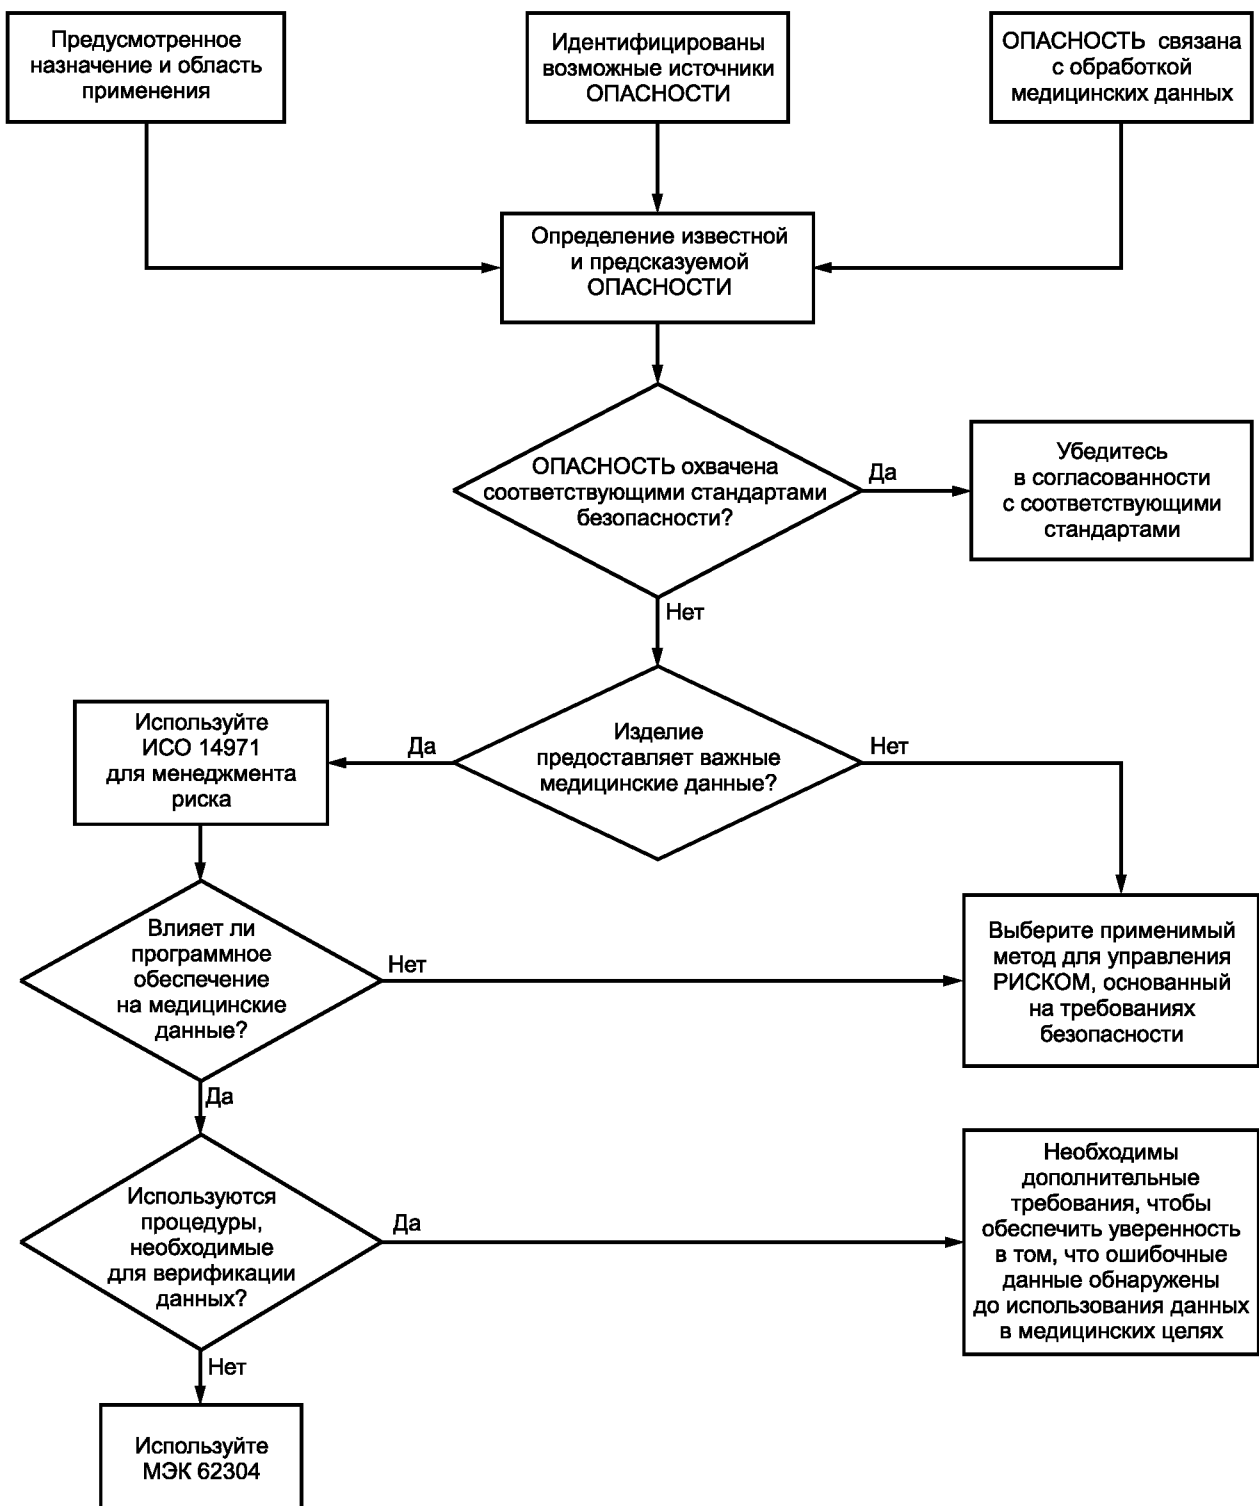 Предусмотренное
назначение и область
применения
Идентифицированы
возможные источники
ОПАСНОСТИ
ОПАСНОСТЬ связана
с обработкой
медицинских данных
Определение известной
и предсказуемой
ОПАСНОСТИ
ОПАСНОСТЬ охвачена
соответствующими стандартами
безопасности?
Да
Убедитесь
в согласованности
с соответствующими
стандартами
Нет
Используйте
ИСО 14971
для менеджмента
риска
Да
Изделие
предоставляет важные
медицинские данные?
Нет
Влияет ли
программное
обеспечение
на медицинские
данные?
Нет
Выберите применимый
метод для управления
РИСКОМ, основанный
на требованиях
безопасности
Да
Используются
процедуры,
необходимые
для верификации
данных?
Да
Необходимы
дополнительные
требования, чтобы
обеспечить уверенность
в том, что ошибочные
данные обнаружены
до использования данных
в медицинских целях
Нет
Используйте
МЭК 62304